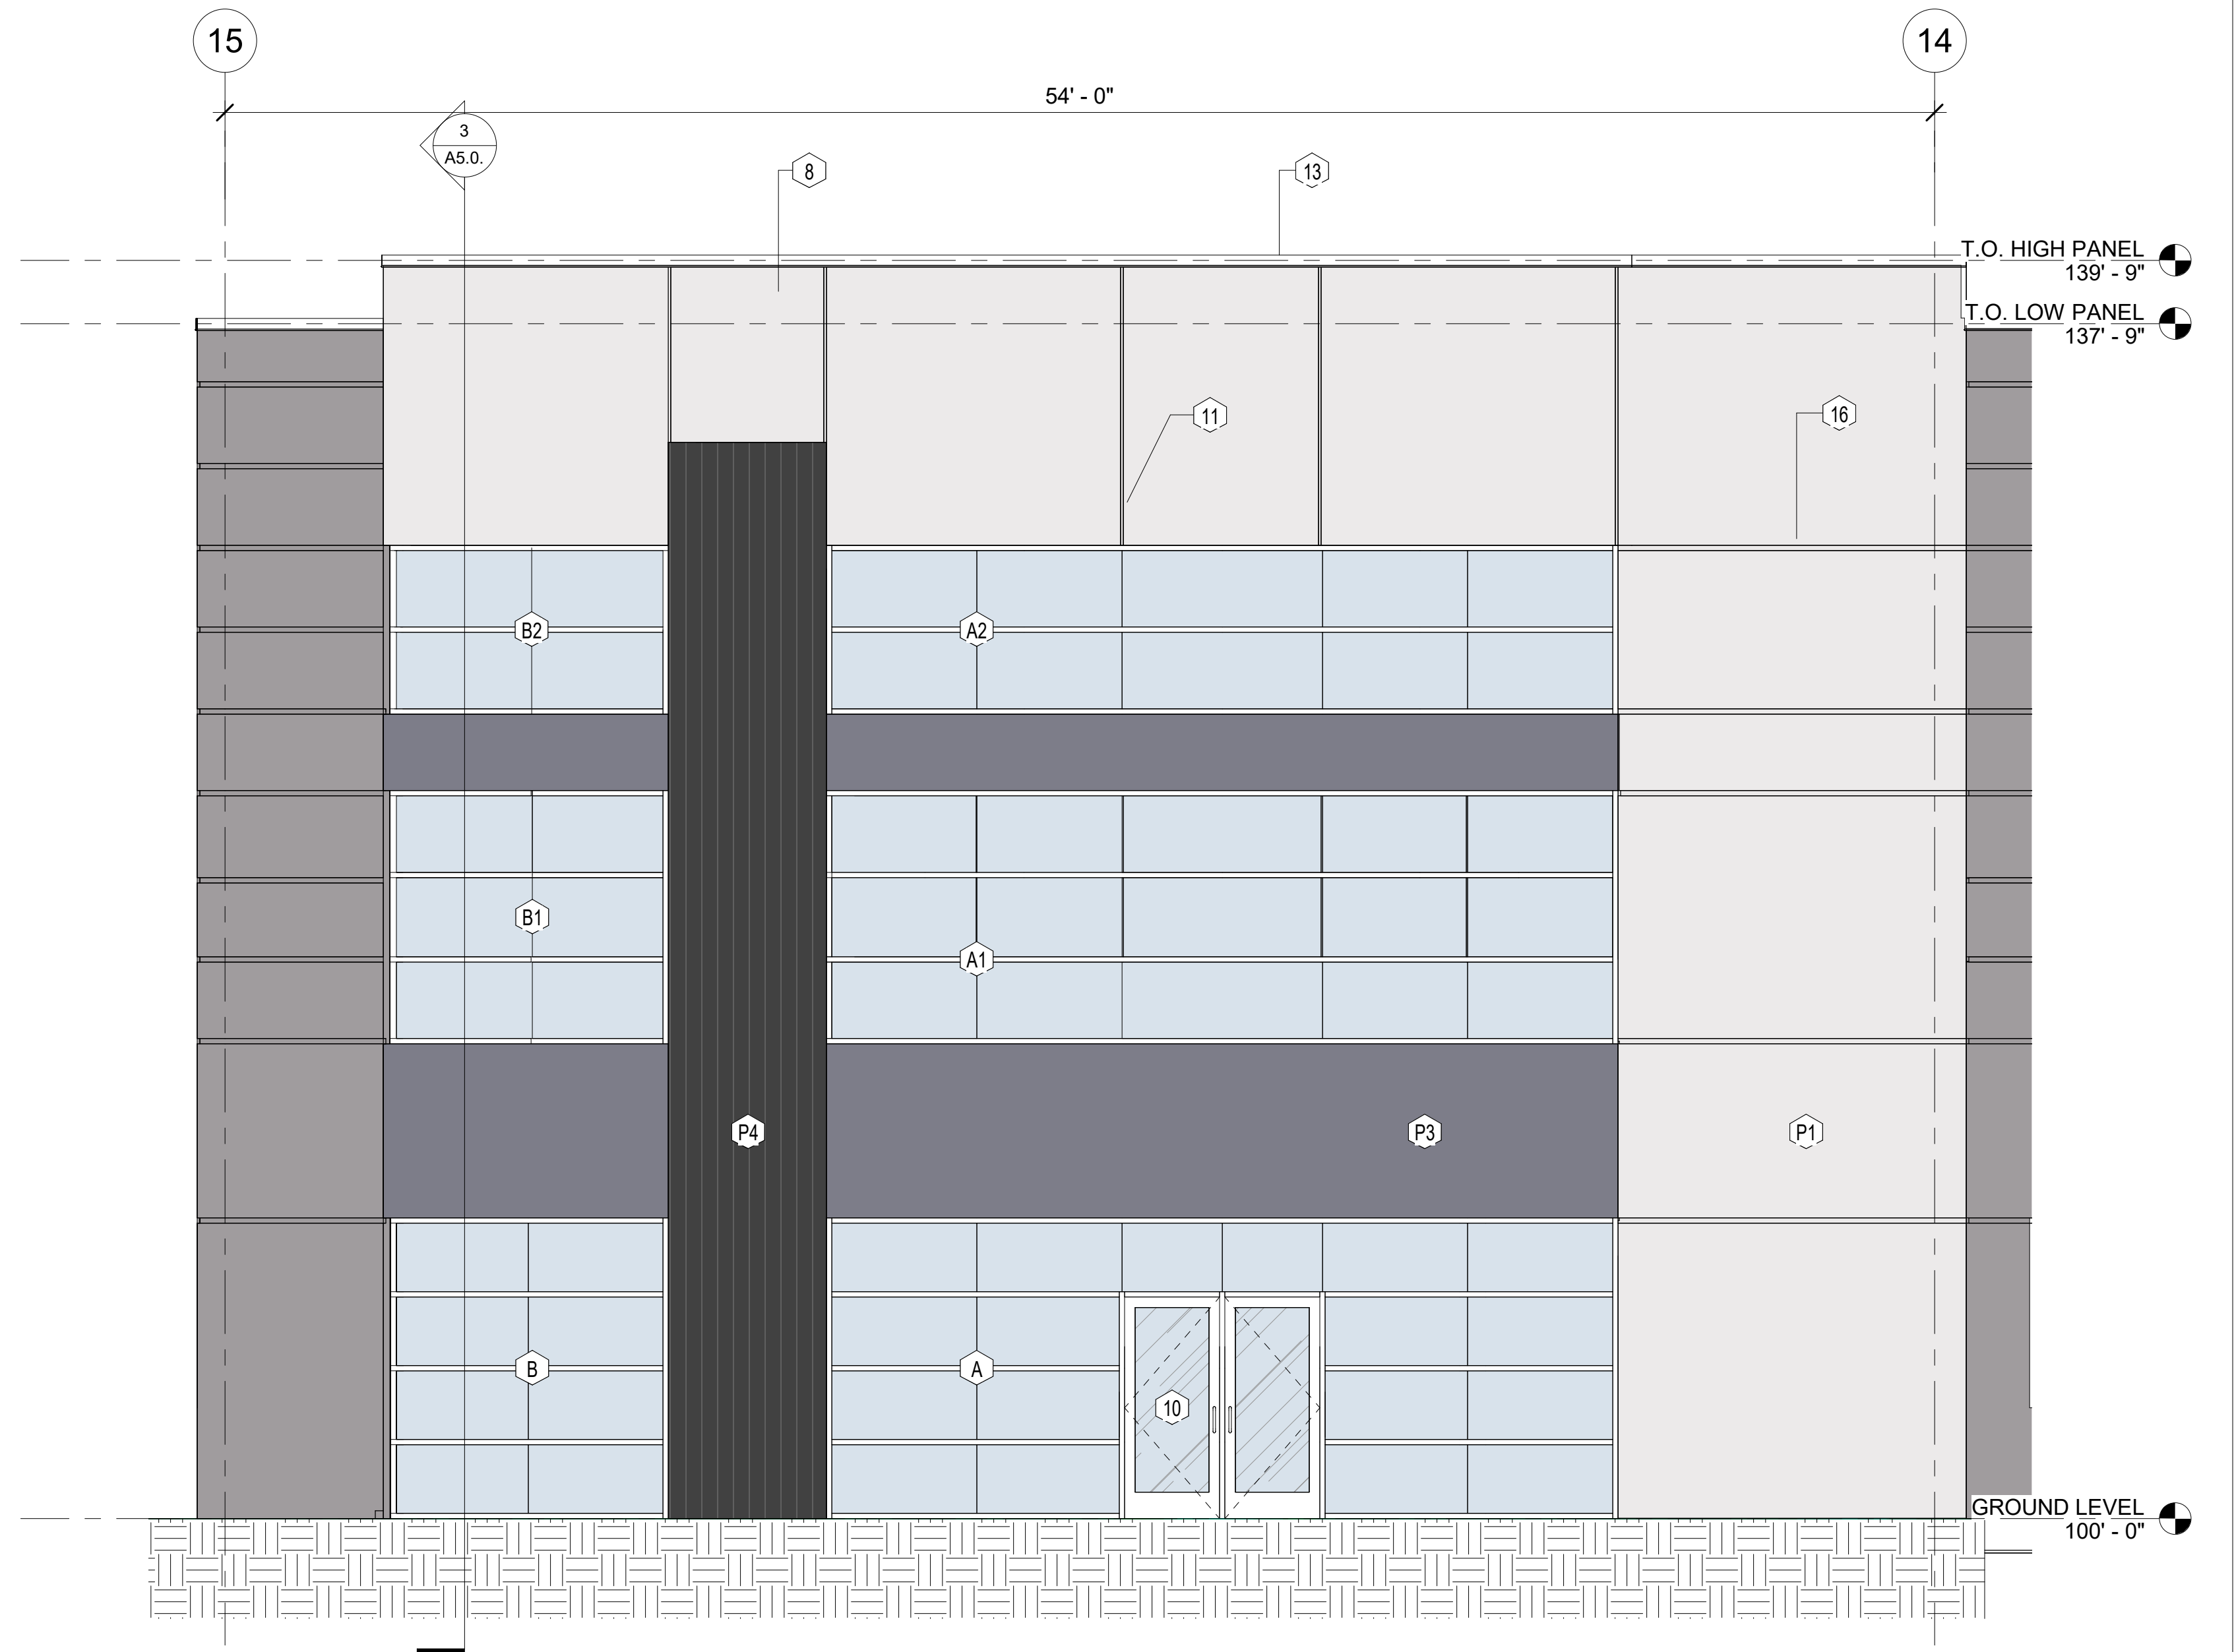 15
14
54' - 0"
3
A5.0.
8
13
T.O. HIGH PANEL
139' - 9"
T.O. LOW PANEL
137' - 9"
11
16
B2
A2
B1
A1
P4
P3
P1
B
A
10
GROUND LEVEL
100' - 0"